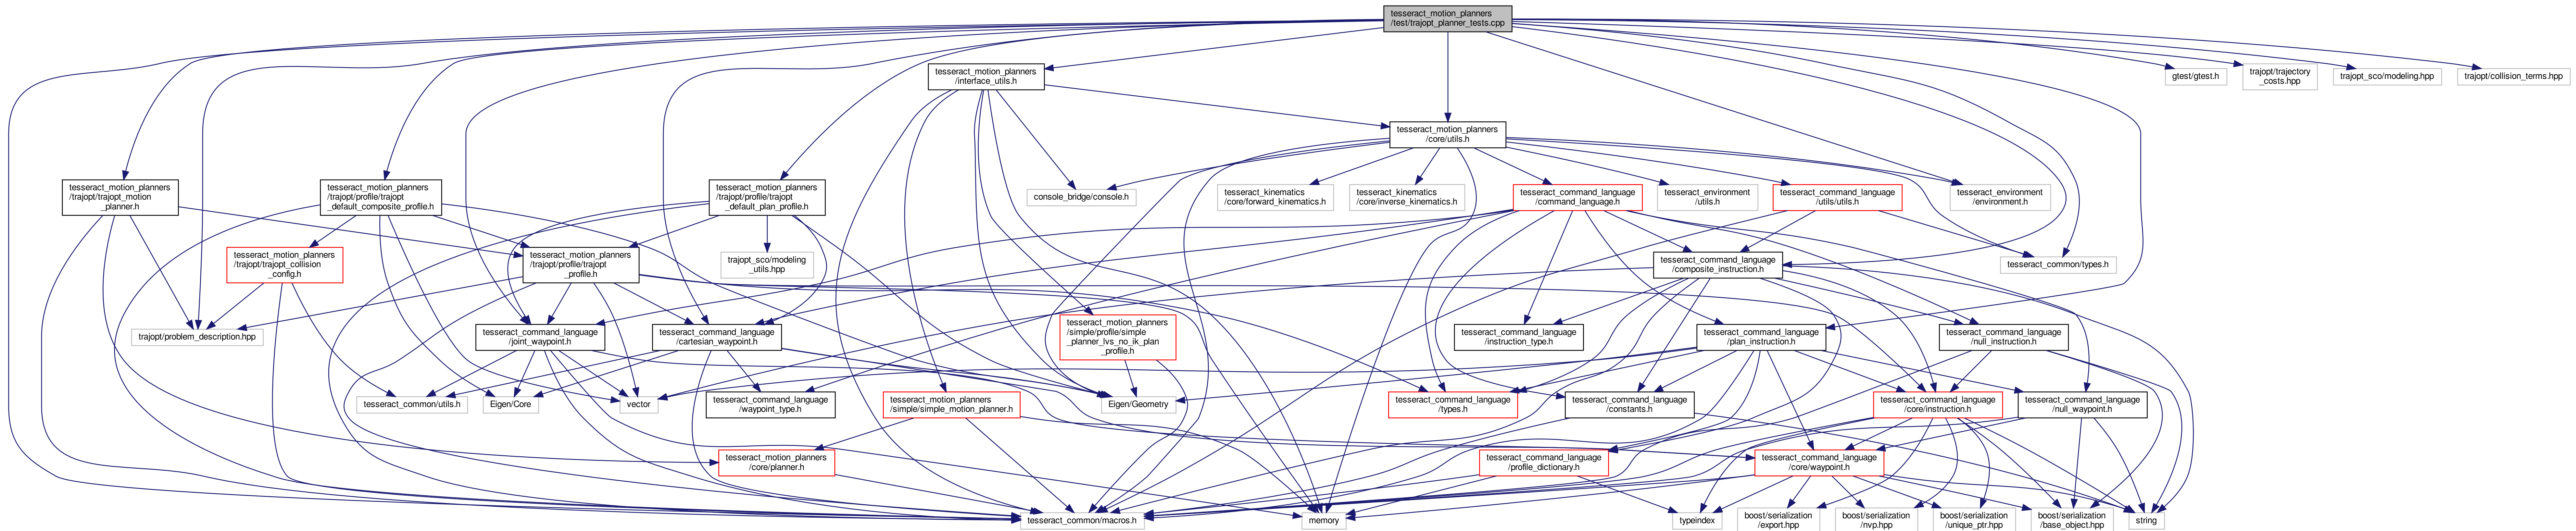 tesseract_motion_planners
/test/trajopt_planner_tests.cpp
tesseract_motion_planners
/interface_utils.h
gtest/gtest.h
trajopt/trajectory
_costs.hpp
trajopt_sco/modeling.hpp
trajopt/collision_terms.hpp
tesseract_motion_planners
/core/utils.h
tesseract_motion_planners
/trajopt/trajopt_motion
_planner.h
tesseract_motion_planners
/trajopt/profile/trajopt
_default_composite_profile.h
tesseract_motion_planners
/trajopt/profile/trajopt
_default_plan_profile.h
console_bridge/console.h
tesseract_kinematics
/core/forward_kinematics.h
tesseract_kinematics
/core/inverse_kinematics.h
tesseract_command_language
/command_language.h
tesseract_environment
/utils.h
tesseract_command_language
/utils/utils.h
tesseract_environment
/environment.h
tesseract_motion_planners
/trajopt/trajopt_collision
_config.h
tesseract_motion_planners
/trajopt/profile/trajopt
_profile.h
trajopt_sco/modeling
_utils.hpp
tesseract_command_language
/composite_instruction.h
tesseract_common/types.h
trajopt/problem_description.hpp
tesseract_command_language
/joint_waypoint.h
tesseract_command_language
/cartesian_waypoint.h
tesseract_motion_planners
/simple/profile/simple
_planner_lvs_no_ik_plan
_profile.h
tesseract_command_language
/instruction_type.h
tesseract_command_language
/plan_instruction.h
tesseract_command_language
/null_instruction.h
tesseract_common/utils.h
Eigen/Core
vector
tesseract_command_language
/waypoint_type.h
tesseract_motion_planners
/simple/simple_motion_planner.h
Eigen/Geometry
tesseract_command_language
/types.h
tesseract_command_language
/constants.h
tesseract_command_language
/core/instruction.h
tesseract_command_language
/null_waypoint.h
tesseract_motion_planners
/core/planner.h
tesseract_command_language
/profile_dictionary.h
tesseract_command_language
/core/waypoint.h
tesseract_common/macros.h
memory
typeindex
boost/serialization
/export.hpp
boost/serialization
/nvp.hpp
boost/serialization
/unique_ptr.hpp
boost/serialization
/base_object.hpp
string